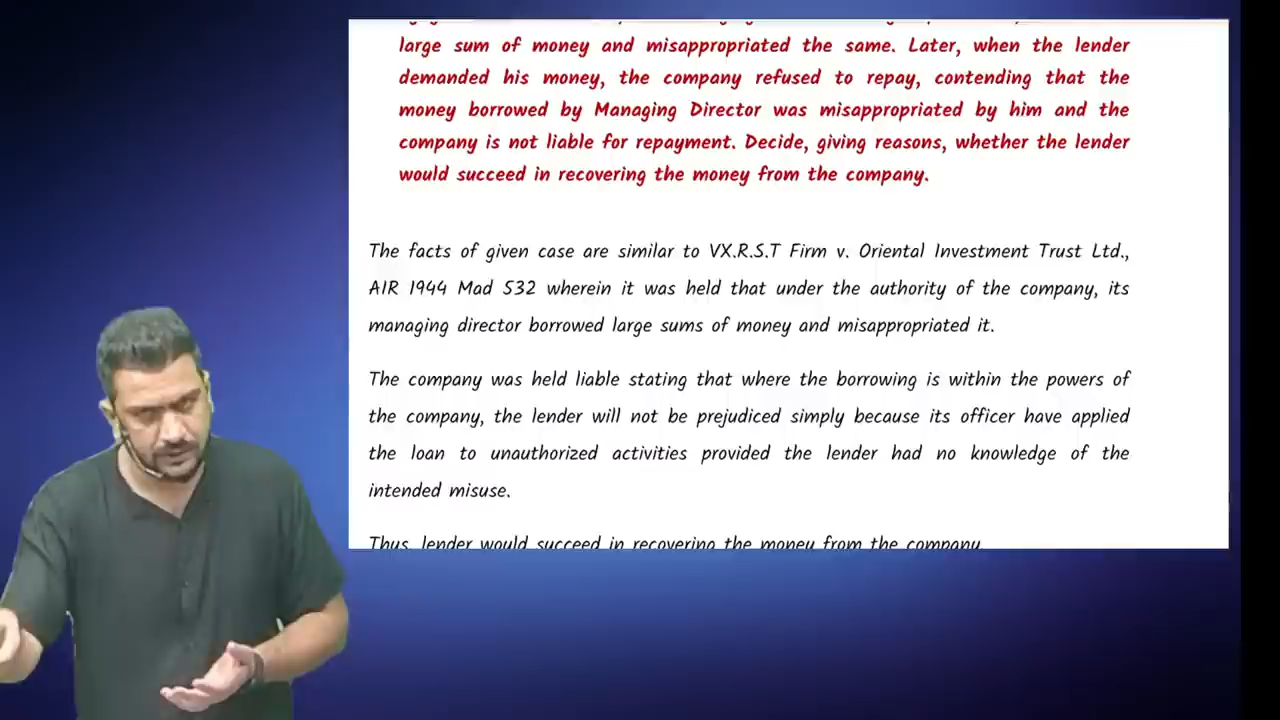 large sum of money and misappropriated the same. Later, when the lender
demanded his money, the company refused to repay, contending that the
money borrowed by Managing Director was misappropriated by him and the
company is not liable for repayment. Decide, giving reasons, whether the lender
would succeed in recovering the money from the company.
The facts of given case are similar to VX.R.S.T Firm v. Oriental Investment Trust Ltd.,
AIR 1944 Mad 532 wherein it was held that under the authority of the company, its
managing director borrowed large sums of money and misappropriated it.
The company was held liable stating that where the borrowing is within the powers of
the company, the lender will not be prejudiced simply because its officer have applied
the loan to unauthorized activities provided the lender had no knowledge of the
intended misuse.
Thus, lender would succeed in recovering the money from the company.